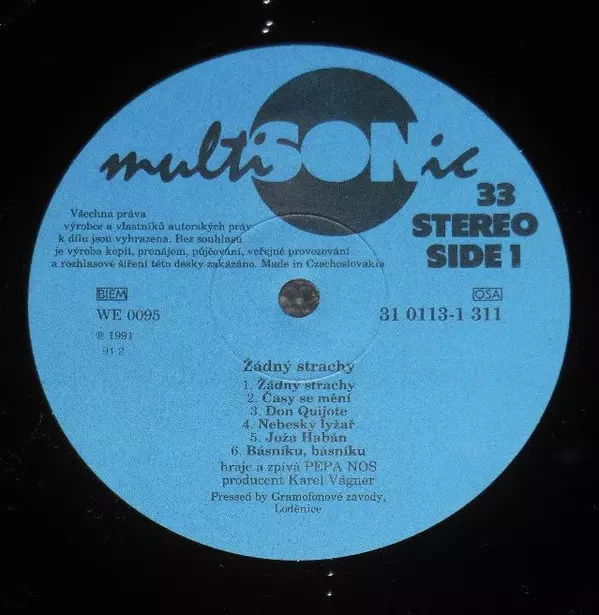 multiSONic
33
STEREO
SIDE 1
Všechna práva
výrobce a vlastníků autorských práv
k dílu jsou vyhrazena. Bez souhlasu
je výroba kopií, pronájem, půjčování, veřejné provozování
a rozhlasové šíření této desky zakázáno. Made in Czechoslovakia
BIEM
OSA
WE 0095
31 0113-1 311
℗ 1991
91 2
Žádný strachy
1. Žádný strachy
2. Časy se mění
3. Don Quijote
4. Nebeský lyžař
5. Joža Habán
6. Básníku, básníku
hraje a zpívá PEPA NOS
producent Karel Vágner
Pressed by Gramofonové závody,
Loděnice